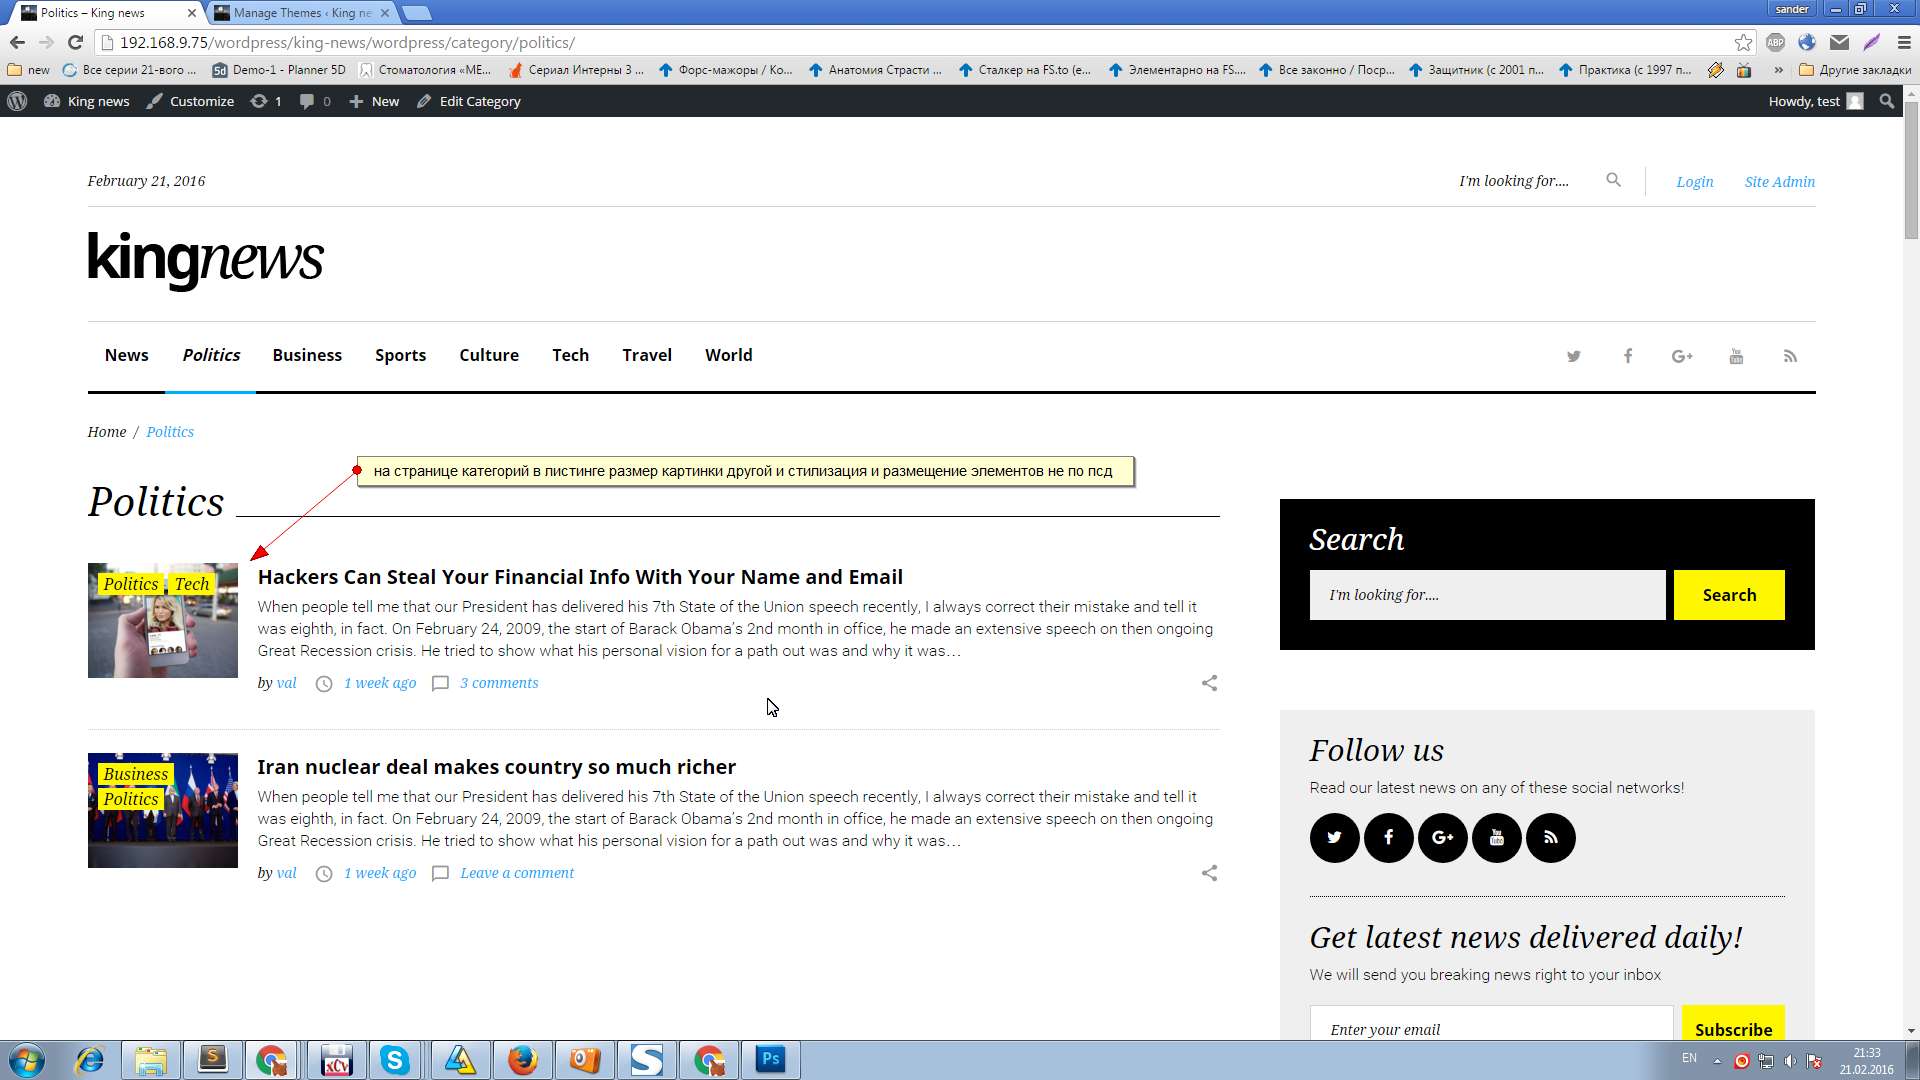 Politics – King news
Manage Themes ‹ King ne
sander
192.168.9.75/wordpress/king-news/wordpress/category/politics/
ABP
new
Все серии 21-вого ...
5d Demo-1 - Planner 5D
Стоматология «МЕ...
Сериал Интерны 3 ...
Форс-мажоры / Ко...
Анатомия Страсти ...
Сталкер на FS.to (е...
Элементарно на FS....
Все законно / Поср...
Защитник (с 2001 п...
Практика (с 1997 п...
»
Другие закладки
King news
Customize
1
0
New
Edit Category
Howdy, test
February 21, 2016
I'm looking for....
Login
Site Admin
kingnews
News
Politics
Business
Sports
Culture
Tech
Travel
World
G+
You Tube
Home / Politics
на странице категорий в листинге размер картинки другой и стилизация и размещение элементов не по псд
Politics
Politics
Tech
Hackers Can Steal Your Financial Info With Your Name and Email
When people tell me that our President has delivered his 7th State of the Union speech recently, I always correct their mistake and tell it
was eighth, in fact. On February 24, 2009, the start of Barack Obama’s 2nd month in office, he made an extensive speech on then ongoing
Great Recession crisis. He tried to show what his personal vision for a path out was and why it was…
by val
1 week ago
3 comments
Business
Politics
Iran nuclear deal makes country so much richer
When people tell me that our President has delivered his 7th State of the Union speech recently, I always correct their mistake and tell it
was eighth, in fact. On February 24, 2009, the start of Barack Obama’s 2nd month in office, he made an extensive speech on then ongoing
Great Recession crisis. He tried to show what his personal vision for a path out was and why it was…
by val
1 week ago
Leave a comment
Search
I'm looking for....
Search
Follow us
Read our latest news on any of these social networks!
G+
You Tube
Get latest news delivered daily!
We will send you breaking news right to your inbox
Enter your email
Subscribe
xCv
Ps
EN
21:33
21.02.2016